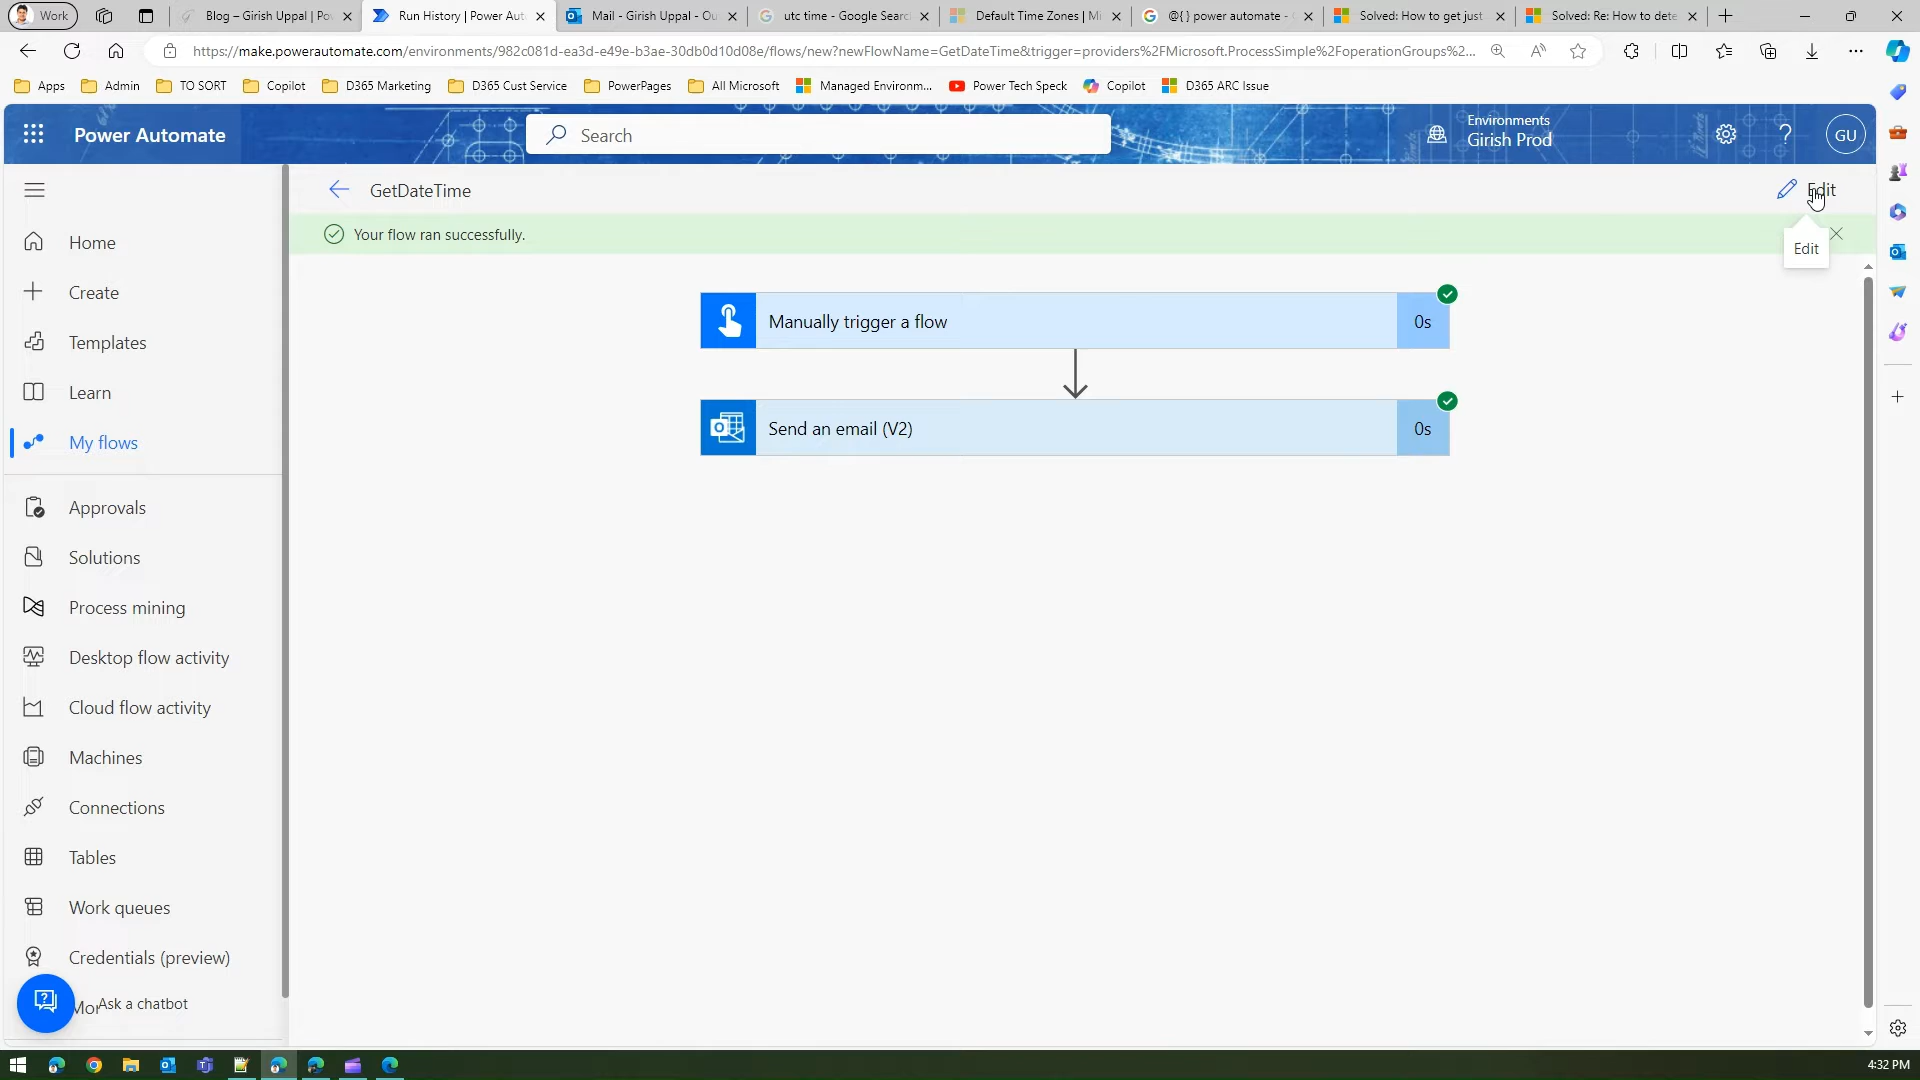 Work
Blog – Girish Uppal | Po
Run History | Power Aut
Mail - Girish Uppal - Ou
utc time - Google Searc
Default Time Zones | Mi
@{} power automate -
Solved: How to get just
Solved: Re: How to dete
https://make.powerautomate.com/environments/982c081d-ea3d-e49e-b3ae-30db0d10d08e/flows/new?newFlowName=GetDateTime&trigger=providers%2FMicrosoft.ProcessSimple%2FoperationGroups%2...
Apps
Admin
TO SORT
Copilot
D365 Marketing
D365 Cust Service
PowerPages
All Microsoft
Managed Environm...
Power Tech Speck
Copilot
D365 ARC Issue
Power Automate
Search
Environments
Girish Prod
GU
GetDateTime
Edit
Your flow ran successfully.
Edit
Home
Create
Templates
Learn
My flows
Approvals
Solutions
Process mining
Desktop flow activity
Cloud flow activity
Machines
Connections
Tables
Work queues
Credentials (preview)
Mor
Ask a chatbot
Manually trigger a flow
0s
Send an email (V2)
0s
4:32 PM